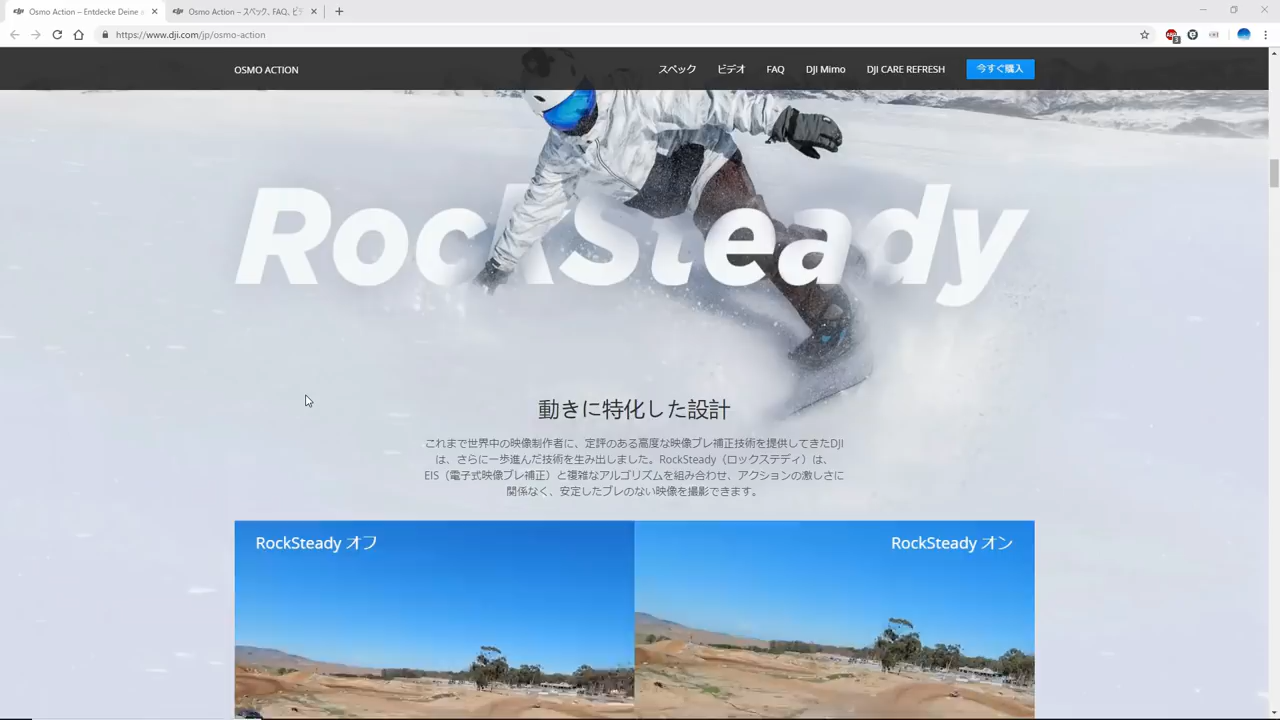 Osmo Action – Entdecke Deine
Osmo Action – スペック、FAQ、ビデ
https://www.dji.com/jp/osmo-action
OSMO ACTION
スペック
ビデオ
FAQ
DJI Mimo
DJI CARE REFRESH
今すぐ購入
RockSteady
動きに特化した設計
これまで世界中の映像制作者に、定評のある高度な映像ブレ補正技術を提供してきたDJI
は、さらに一歩進んだ技術を生み出しました。RockSteady（ロックステディ）は、
EIS（電子式映像ブレ補正）と複雑なアルゴリズムを組み合わせ、アクションの激しさに
関係なく、安定したブレのない映像を撮影できます。
RockSteady オフ
RockSteady オン